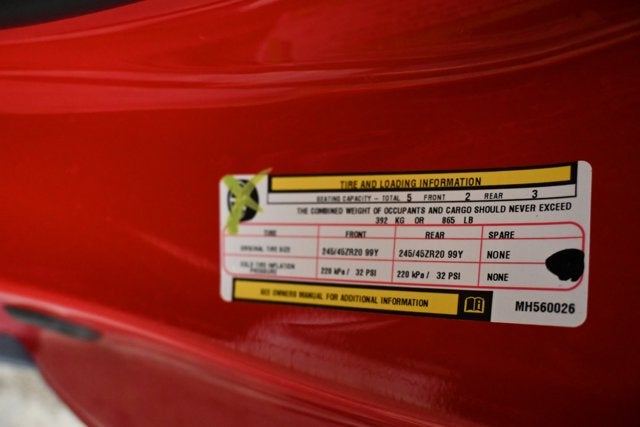 TIRE AND LOADING INFORMATION
SEATING CAPACITY - TOTAL 5 FRONT 2 REAR 3
THE COMBINED WEIGHT OF OCCUPANTS AND CARGO SHOULD NEVER EXCEED
392 KG OR 865 LB
TIRE FRONT REAR SPARE
ORIGINAL TIRE SIZE 245/45ZR20 99Y 245/45ZR20 99Y NONE
COLD TIRE INFLATION
PRESSURE 220 kPa / 32 PSI 220 kPa / 32 PSI NONE
SEE OWNERS MANUAL FOR ADDITIONAL INFORMATION
MH560026